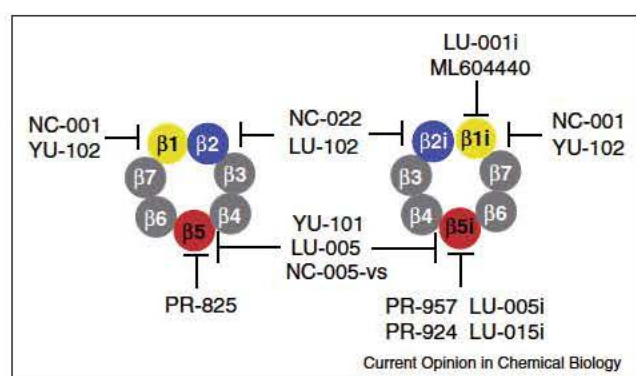 LU-001i
ML604440
NC-001
YU-102
β1
β2
NC-022
LU-102
β2i
β1i
NC-001
YU-102
β7
β3
β3
β7
β6
β4
β4
β6
β5
β5i
YU-101
LU-005
NC-005-vs
PR-825
PR-957 LU-005i
PR-924 LU-015i
Current Opinion in Chemical Biology